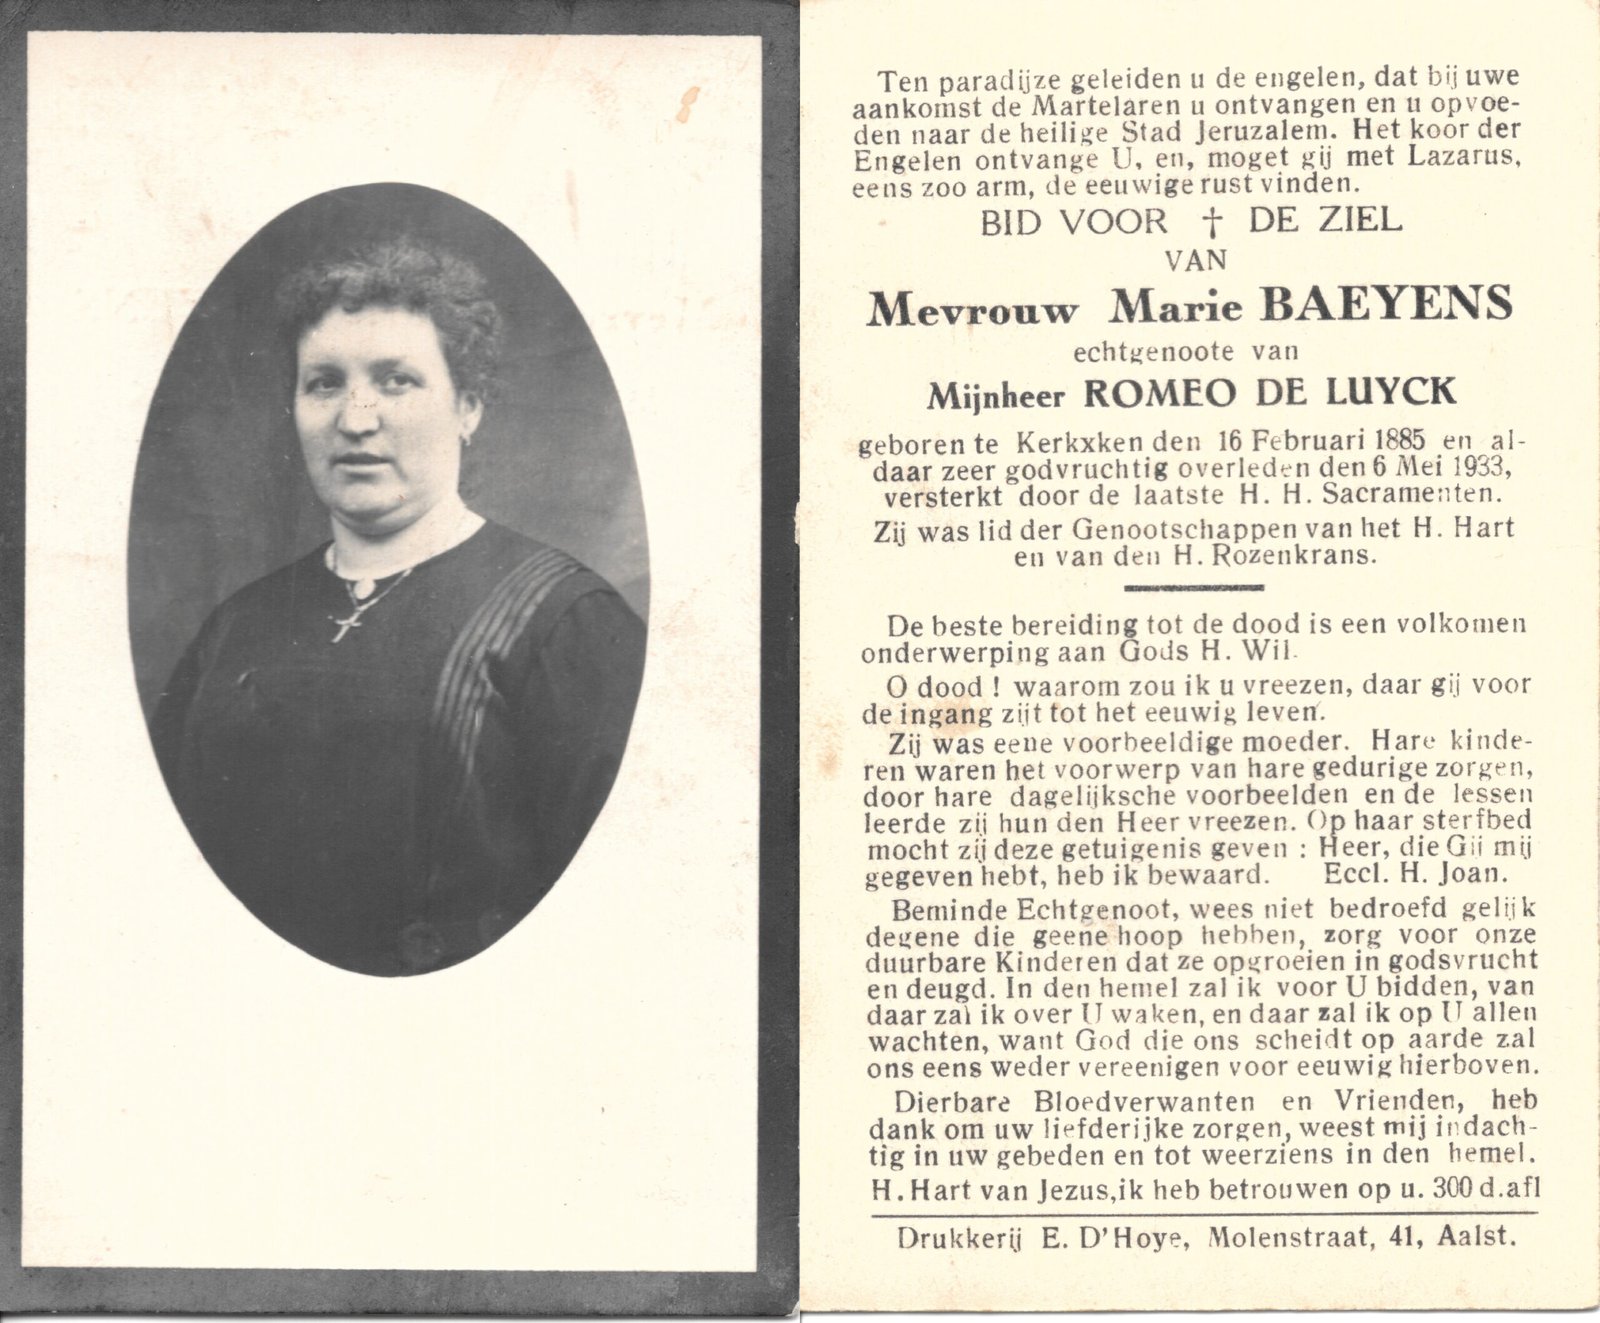 Ten paradijze geleiden u de engelen, dat bij uwe
aankomst de Martelaren u ontvangen en u opvoe-
den naar de heilige Stad Jeruzalem. Het koor der
Engelen ontvange U, en, moget gij met Lazarus,
eens zoo arm, de eeuwige rust vinden.
BID VOOR † DE ZIEL
VAN
Mevrouw Marie BAEYENS
echtgenoote van
Mijnheer ROMEO DE LUYCK
geboren te Kerkxken den 16 Februari 1885 en al-
daar zeer godvruchtig overleden den 6 Mei 1933,
versterkt door de laatste H. H. Sacramenten.
Zij was lid der Genootschappen van het H. Hart
en van den H. Rozenkrans.
De beste bereiding tot de dood is een volkomen
onderwerping aan Gods H. Wil.
O dood ! waarom zou ik u vreezen, daar gij voor
de ingang zijt tot het eeuwig leven.
Zij was eene voorbeeldige moeder. Hare kinde-
ren waren het voorwerp van hare gedurige zorgen,
door hare dagelijksche voorbeelden en de lessen
leerde zij hun den Heer vreezen. Op haar sterfbed
mocht zij deze getuigenis geven : Heer, die Gij mij
gegeven hebt, heb ik bewaard. Eccl. H. Joan.
Beminde Echtgenoot, wees niet bedroefd gelijk
degene die geene hoop hebben, zorg voor onze
duurbare Kinderen dat ze opgroeien in godsvrucht
en deugd. In den hemel zal ik voor U bidden, van
daar zal ik over U waken, en daar zal ik op U allen
wachten, want God die ons scheidt op aarde zal
ons eens weder vereenigen voor eeuwig hierboven.
Dierbare Bloedverwanten en Vrienden, heb
dank om uw liefderijke zorgen, weest mij indach-
tig in uw gebeden en tot weerziens in den hemel.
H. Hart van Jezus, ik heb betrouwen op u. 300 d. afl
Drukkerij E. D'Hoye, Molenstraat, 41, Aalst.